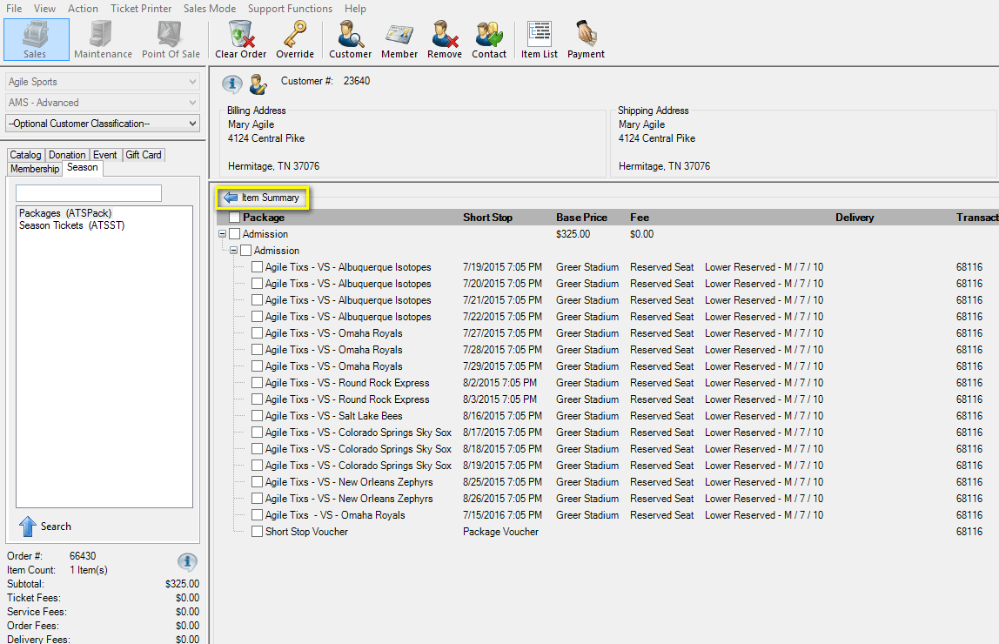 File View Action Ticket Printer Sales Mode Support Functions Help
Sales Maintenance Point Of Sale Clear Order Override Customer Member Remove Contact Item List Payment
Agile Sports
AMS - Advanced
--Optional Customer Classification--
Catalog Donation Event Gift Card
Membership Season
Packages (ATSPack)
Season Tickets (ATSST)
Search
Order #: 66430
Item Count: 1 Item(s)
Subtotal: $325.00
Ticket Fees: $0.00
Service Fees: $0.00
Order Fees: $0.00
Delivery Fees: $0.00
Customer #: 23640
Billing Address
Mary Agile
4124 Central Pike
Hermitage, TN 37076
Shipping Address
Mary Agile
4124 Central Pike
Hermitage, TN 37076
Item Summary
Package Short Stop Base Price Fee Delivery Transact
Admission $325.00 $0.00
Admission
Agile Tixs - VS - Albuquerque Isotopes 7/19/2015 7:05 PM Greer Stadium Reserved Seat Lower Reserved - M / 7 / 10 68116
Agile Tixs - VS - Albuquerque Isotopes 7/20/2015 7:05 PM Greer Stadium Reserved Seat Lower Reserved - M / 7 / 10 68116
Agile Tixs - VS - Albuquerque Isotopes 7/21/2015 7:05 PM Greer Stadium Reserved Seat Lower Reserved - M / 7 / 10 68116
Agile Tixs - VS - Albuquerque Isotopes 7/22/2015 7:05 PM Greer Stadium Reserved Seat Lower Reserved - M / 7 / 10 68116
Agile Tixs - VS - Omaha Royals 7/27/2015 7:05 PM Greer Stadium Reserved Seat Lower Reserved - M / 7 / 10 68116
Agile Tixs - VS - Omaha Royals 7/28/2015 7:05 PM Greer Stadium Reserved Seat Lower Reserved - M / 7 / 10 68116
Agile Tixs - VS - Omaha Royals 7/29/2015 7:05 PM Greer Stadium Reserved Seat Lower Reserved - M / 7 / 10 68116
Agile Tixs - VS - Round Rock Express 8/2/2015 7:05 PM Greer Stadium Reserved Seat Lower Reserved - M / 7 / 10 68116
Agile Tixs - VS - Round Rock Express 8/3/2015 7:05 PM Greer Stadium Reserved Seat Lower Reserved - M / 7 / 10 68116
Agile Tixs - VS - Salt Lake Bees 8/16/2015 7:05 PM Greer Stadium Reserved Seat Lower Reserved - M / 7 / 10 68116
Agile Tixs - VS - Colorado Springs Sky Sox 8/17/2015 7:05 PM Greer Stadium Reserved Seat Lower Reserved - M / 7 / 10 68116
Agile Tixs - VS - Colorado Springs Sky Sox 8/18/2015 7:05 PM Greer Stadium Reserved Seat Lower Reserved - M / 7 / 10 68116
Agile Tixs - VS - Colorado Springs Sky Sox 8/19/2015 7:05 PM Greer Stadium Reserved Seat Lower Reserved - M / 7 / 10 68116
Agile Tixs - VS - New Orleans Zephyrs 8/25/2015 7:05 PM Greer Stadium Reserved Seat Lower Reserved - M / 7 / 10 68116
Agile Tixs - VS - New Orleans Zephyrs 8/26/2015 7:05 PM Greer Stadium Reserved Seat Lower Reserved - M / 7 / 10 68116
Agile Tixs - VS - Omaha Royals 7/15/2016 7:05 PM Greer Stadium Reserved Seat Lower Reserved - M / 7 / 10 68116
Short Stop Voucher Package Voucher 68116